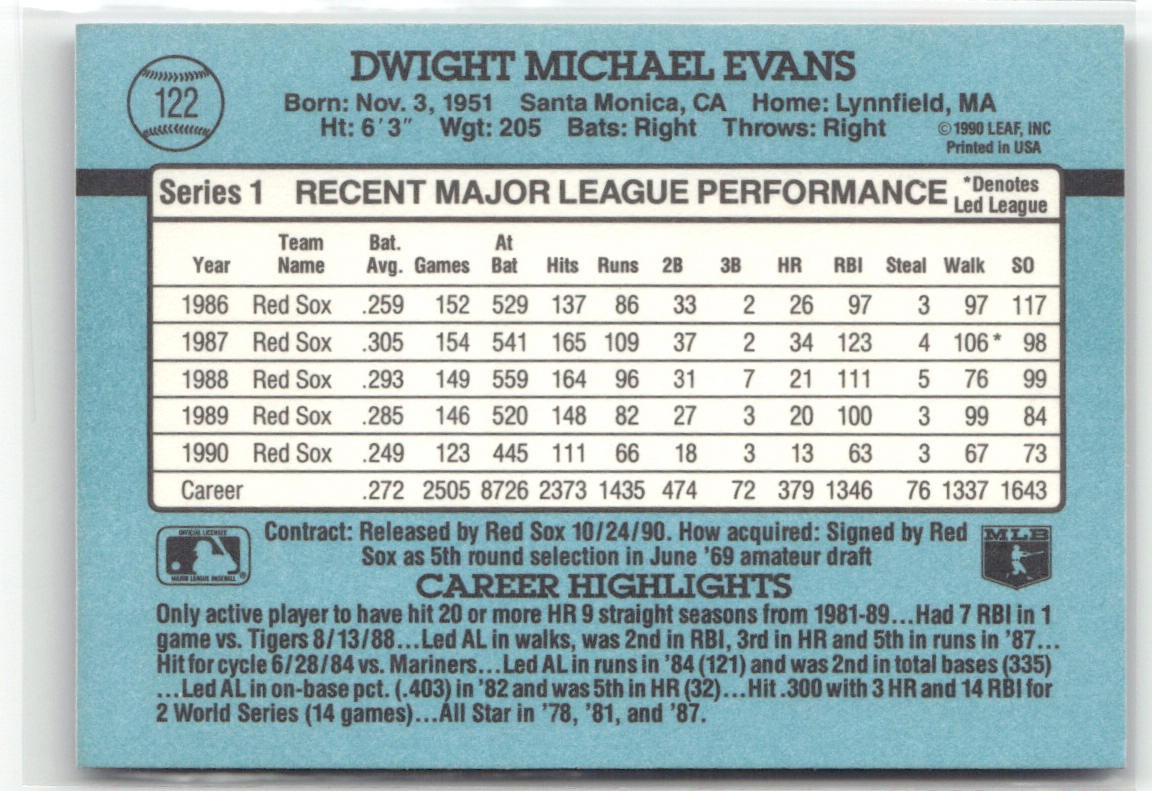 122
DWIGHT MICHAEL EVANS
Born: Nov. 3, 1951 Santa Monica, CA Home: Lynnfield, MA
Ht: 6'3" Wgt: 205 Bats: Right Throws: Right
©1990 LEAF, INC
Printed in USA
Series 1 RECENT MAJOR LEAGUE PERFORMANCE
*Denotes
Led League
Year Team Name Bat. Avg. Games At Bat Hits Runs 2B 3B HR RBI Steal Walk SO
1986 Red Sox .259 152 529 137 86 33 2 26 97 3 97 117
1987 Red Sox .305 154 541 165 109 37 2 34 123 4 106* 98
1988 Red Sox .293 149 559 164 96 31 7 21 111 5 76 99
1989 Red Sox .285 146 520 148 82 27 3 20 100 3 99 84
1990 Red Sox .249 123 445 111 66 18 3 13 63 3 67 73
Career .272 2505 8726 2373 1435 474 72 379 1346 76 1337 1643
OFFICIAL LICENSEE
MAJOR LEAGUE BASEBALL
®
Contract: Released by Red Sox 10/24/90. How acquired: Signed by Red
Sox as 5th round selection in June '69 amateur draft
MLB
CAREER HIGHLIGHTS
Only active player to have hit 20 or more HR 9 straight seasons from 1981-89...Had 7 RBI in 1
game vs. Tigers 8/13/88...Led AL in walks, was 2nd in RBI, 3rd in HR and 5th in runs in '87...
Hit for cycle 6/28/84 vs. Mariners...Led AL in runs in '84 (121) and was 2nd in total bases (335)
...Led AL in on-base pct. (.403) in '82 and was 5th in HR (32)...Hit .300 with 3 HR and 14 RBI for
2 World Series (14 games)...All Star in '78, '81, and '87.